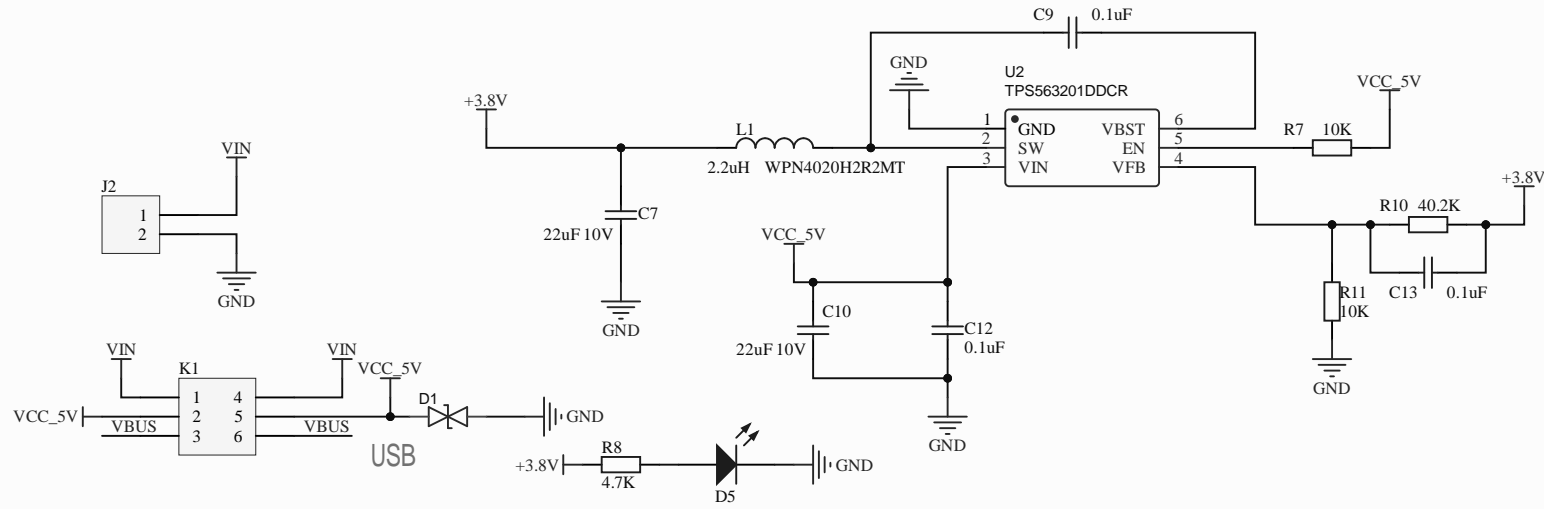 C9 0.1uF
GND
U2
TPS563201DDCR
VCC_5V
+3.8V
1 GND VBST 6
2 SW EN 5
3 VIN VFB 4
R7 10K
L1
2.2uH WPN4020H2R2MT
VIN
J2
1
2
GND
C7
22uF 10V
GND
VCC_5V
C10
22uF 10V
C12
0.1uF
GND
+3.8V
R10 40.2K
C13 0.1uF
R11
10K
GND
VIN
K1
VIN
VCC_5V
1 4
VCC_5V 2 5
VBUS 3 6 VBUS
D1
GND
USB
+3.8V
R8
4.7K
D5
GND